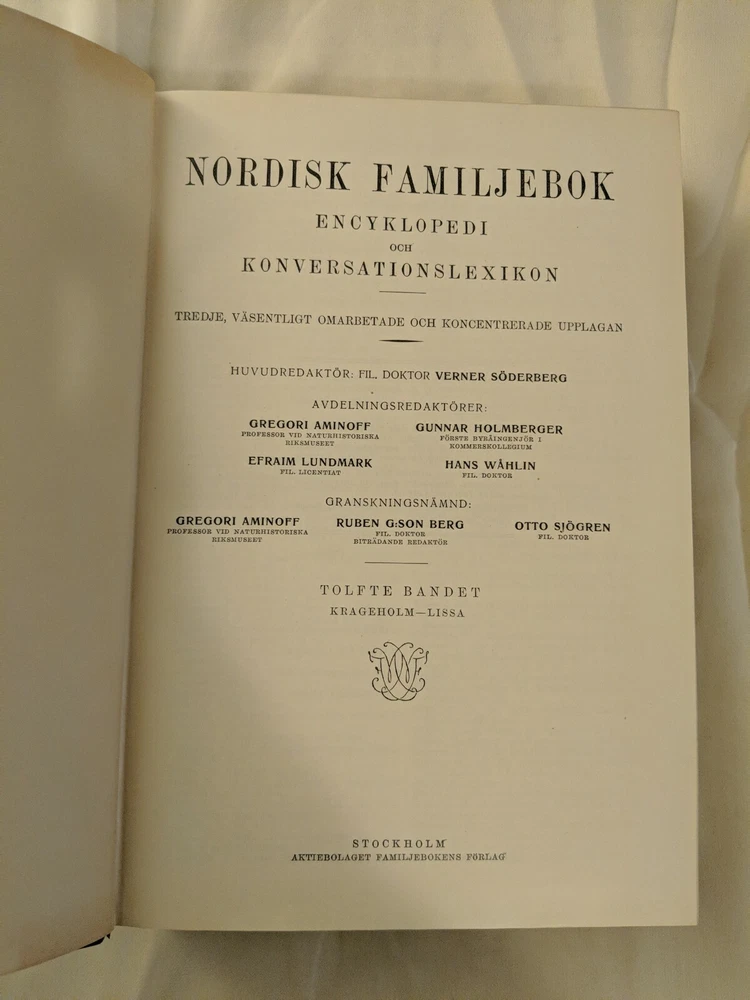 NORDISK FAMILJEBOK
ENCYKLOPEDI
OCH
KONVERSATIONSLEXIKON
TREDJE, VÄSENTLIGT OMARBETADE OCH KONCENTRERADE UPPLAGAN
HUVUDREDAKTÖR: FIL. DOKTOR VERNER SÖDERBERG
AVDELNINGSREDAKTÖRER:
GREGORI AMINOFF
PROFESSOR VID NATURHISTORISKA
RIKSMUSEET
GUNNAR HOLMBERGER
FÖRSTE BYRÅINGENJÖR I
KOMMERSKOLLEGIUM
EFRAIM LUNDMARK
FIL. LICENTIAT
HANS WÅHLIN
FIL. DOKTOR
GRANSKNINGSNÄMND:
GREGORI AMINOFF
PROFESSOR VID NATURHISTORISKA
RIKSMUSEET
RUBEN G:SON BERG
FIL. DOKTOR
BITRÄDANDE REDAKTÖR
OTTO SJÖGREN
FIL. DOKTOR
TOLFTE BANDET
KRAGEHOLM—LISSA
STOCKHOLM
AKTIEBOLAGET FAMILJEBOKENS FÖRLAG